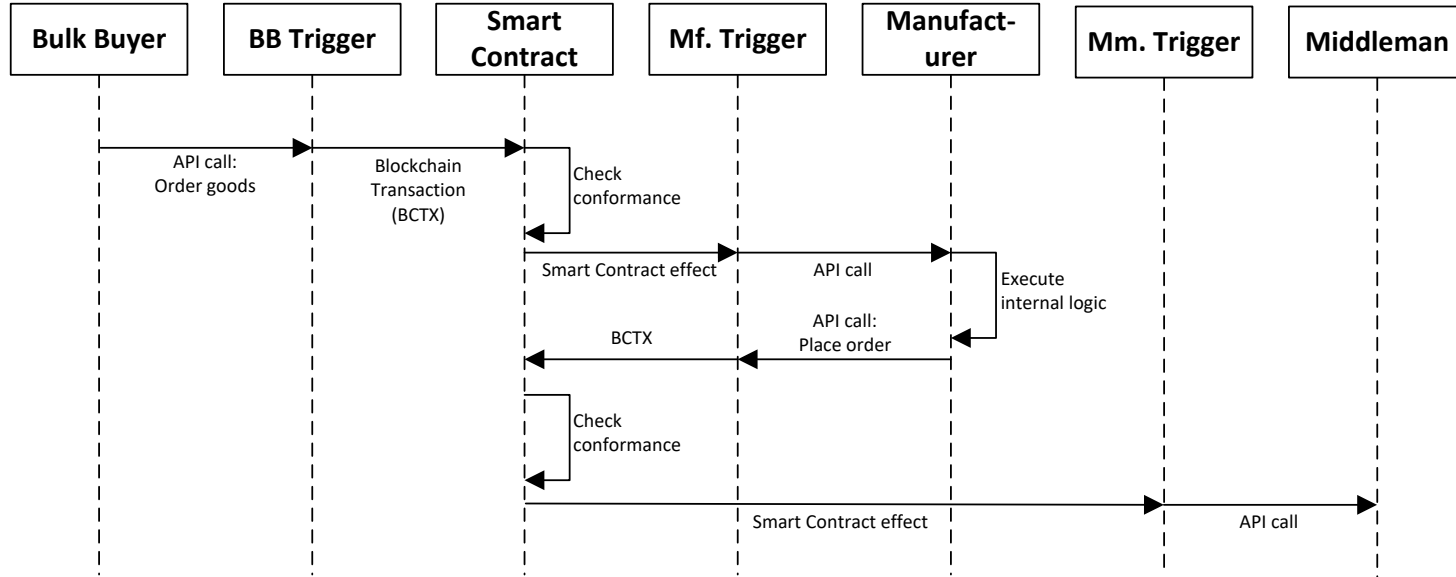 Bulk Buyer
BB Trigger
Smart
Contract
Mf. Trigger
Manufact-
urer
Mm. Trigger
Middleman
API call:
Order goods
Blockchain
Transaction
(BCTX)
Check
conformance
Smart Contract effect
API call
Execute
internal logic
API call:
Place order
BCTX
Check
conformance
Smart Contract effect
API call